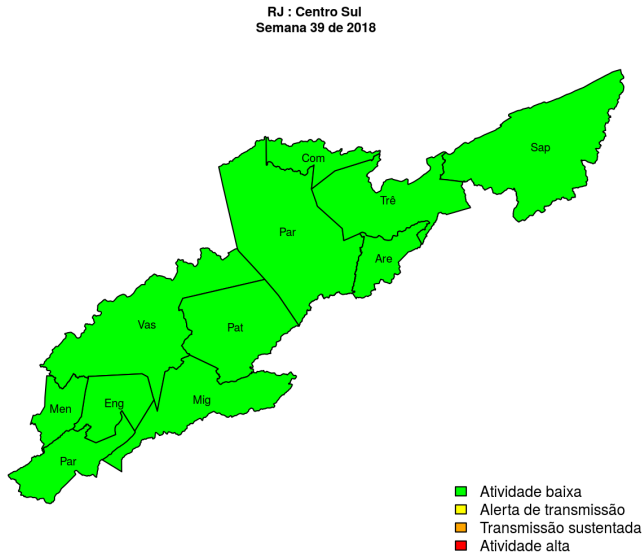 RJ : Centro Sul
Semana 39 de 2018
Sap
Com
Trê
Par
Are
Vas
Pat
Mig
Men
Eng
Par
Atividade baixa
Alerta de transmissão
Transmissão sustentada
Atividade alta